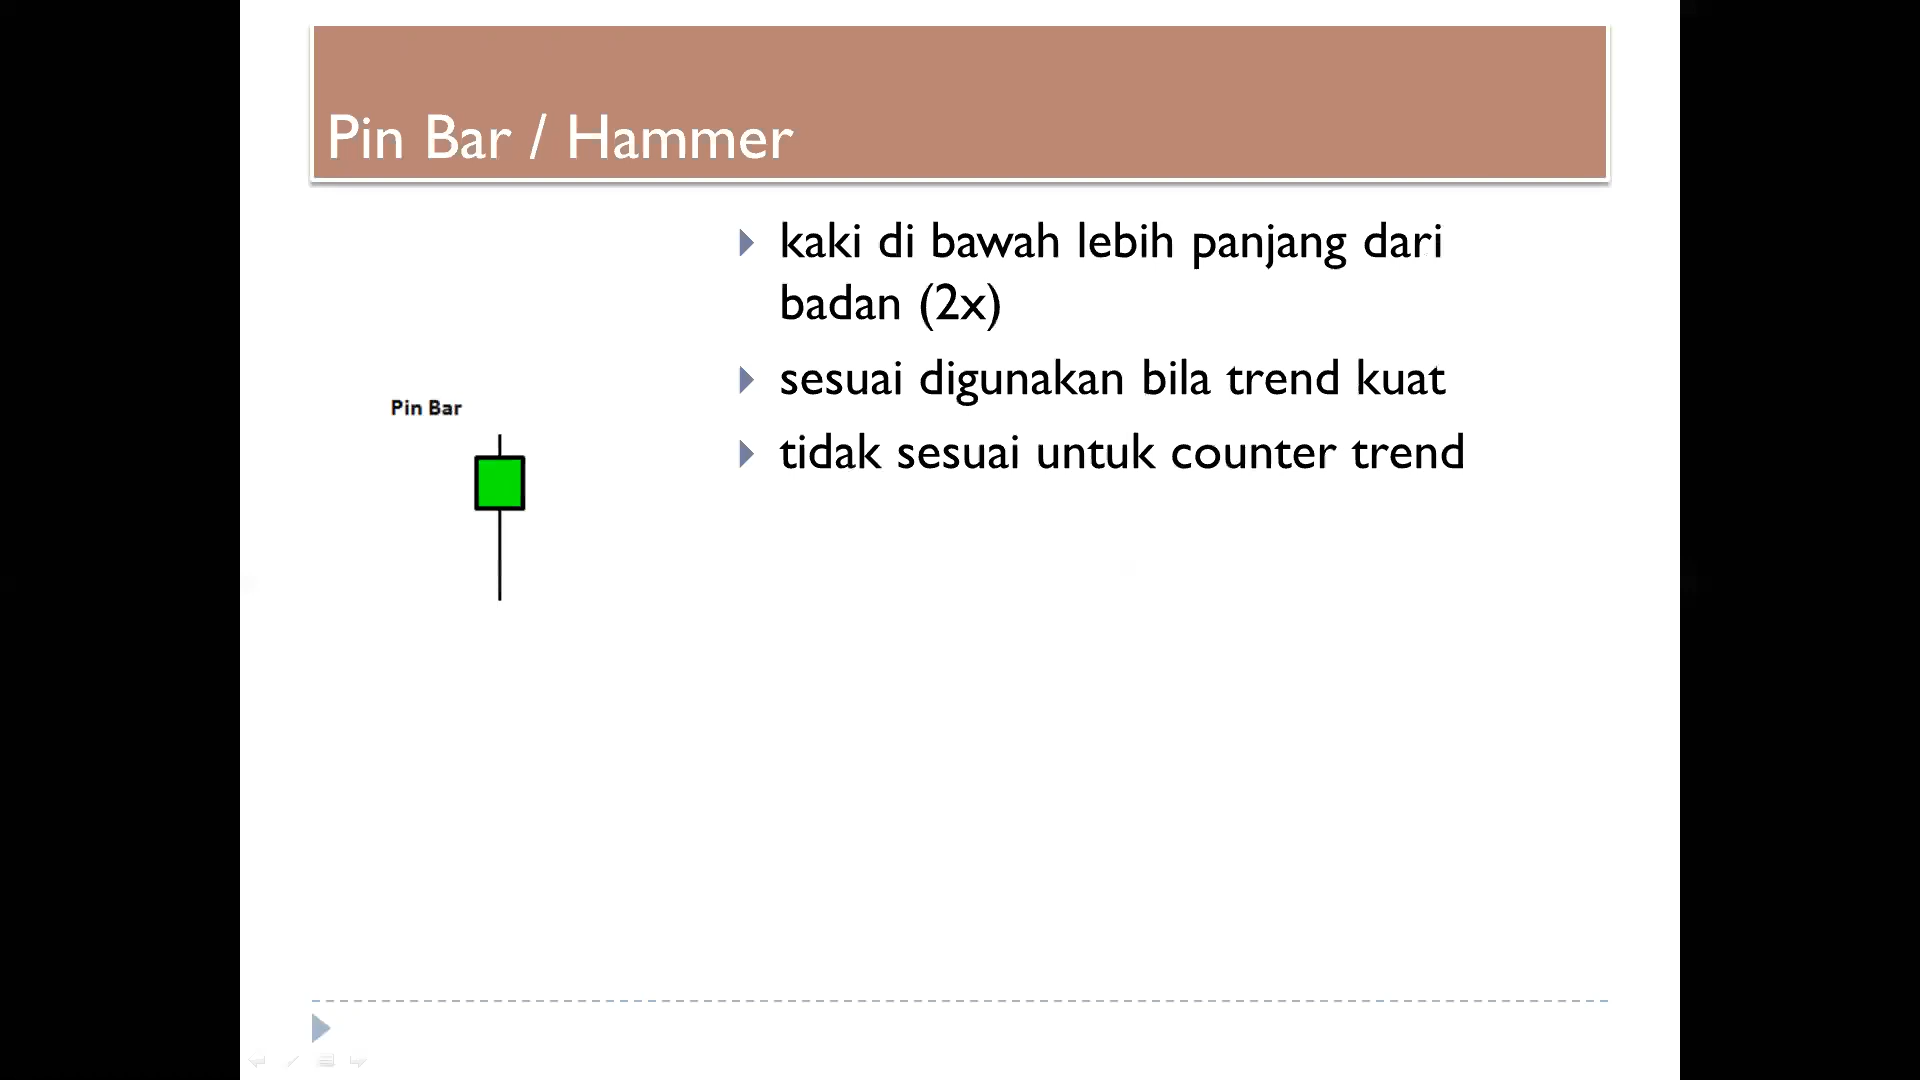 Pin Bar / Hammer
kaki di bawah lebih panjang dari
badan (2x)
sesuai digunakan bila trend kuat
tidak sesuai untuk counter trend
Pin Bar